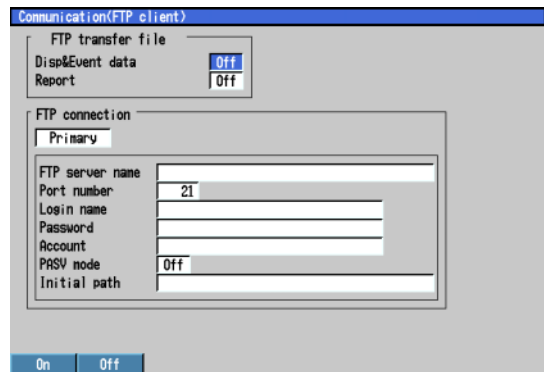 Communication(FTP client)
FTP transfer file
Disp&Event data Off
Report Off
FTP connection
Primary
FTP server name
Port number 21
Login name
Password
Account
PASV mode Off
Initial path
On Off